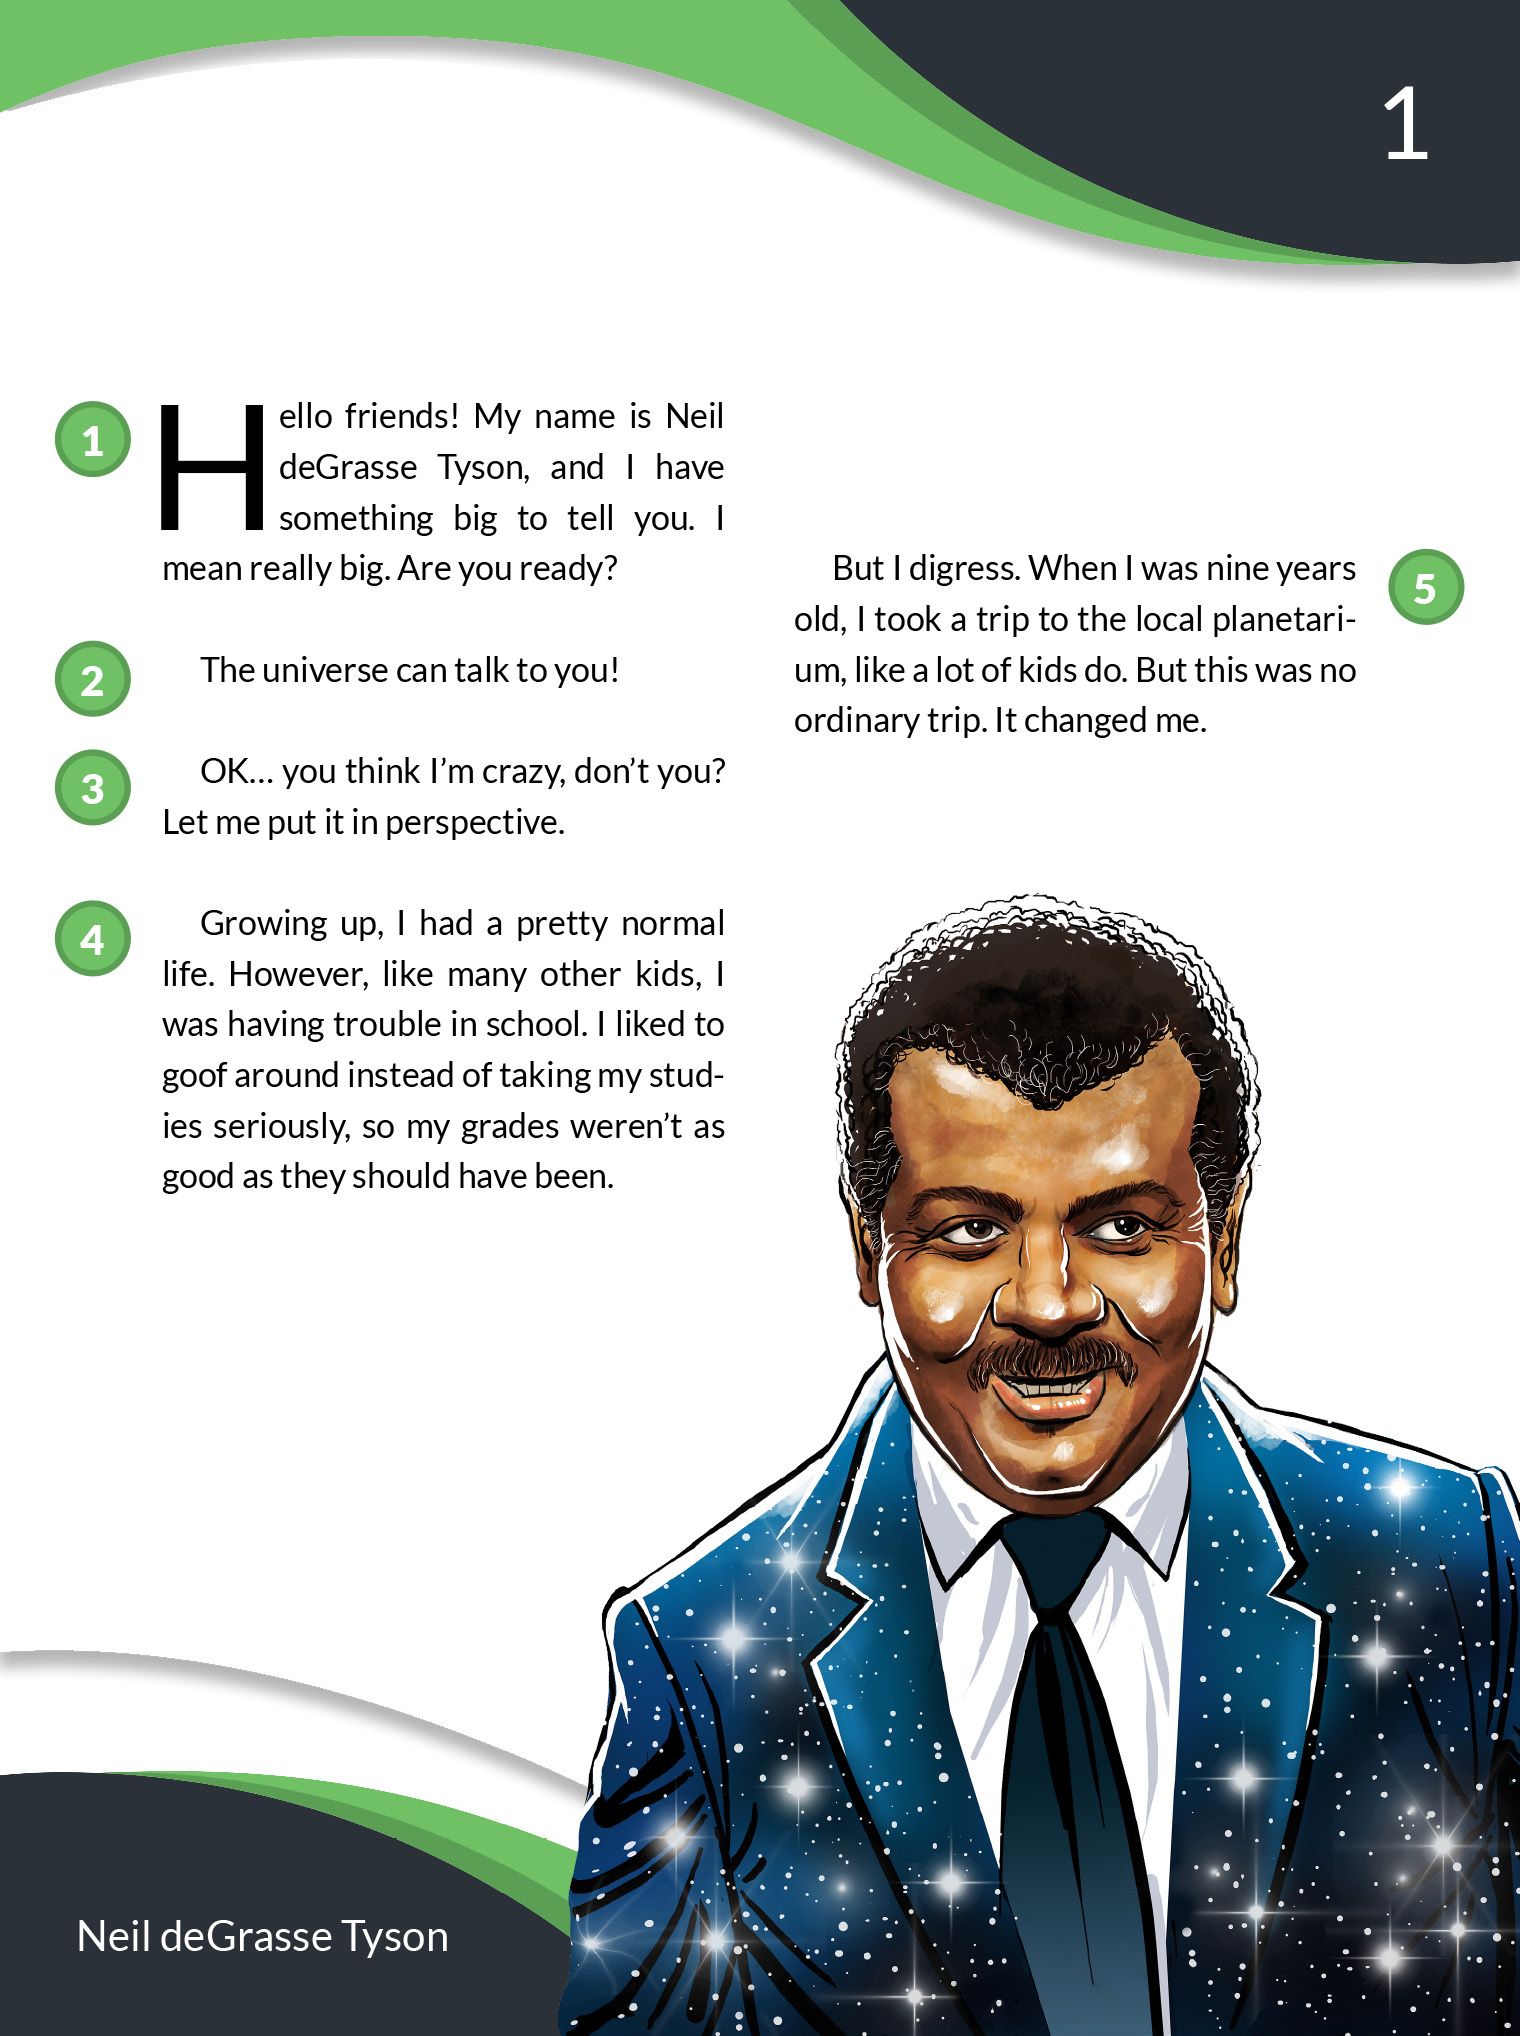 1
1
Hello friends! My name is Neil
deGrasse Tyson, and I have
something big to tell you. I
mean really big. Are you ready?
2
The universe can talk to you!
3
OK... you think I’m crazy, don’t you?
Let me put it in perspective.
4
Growing up, I had a pretty normal
life. However, like many other kids, I
was having trouble in school. I liked to
goof around instead of taking my stud-
ies seriously, so my grades weren’t as
good as they should have been.
5
But I digress. When I was nine years
old, I took a trip to the local planetari-
um, like a lot of kids do. But this was no
ordinary trip. It changed me.
Neil deGrasse Tyson